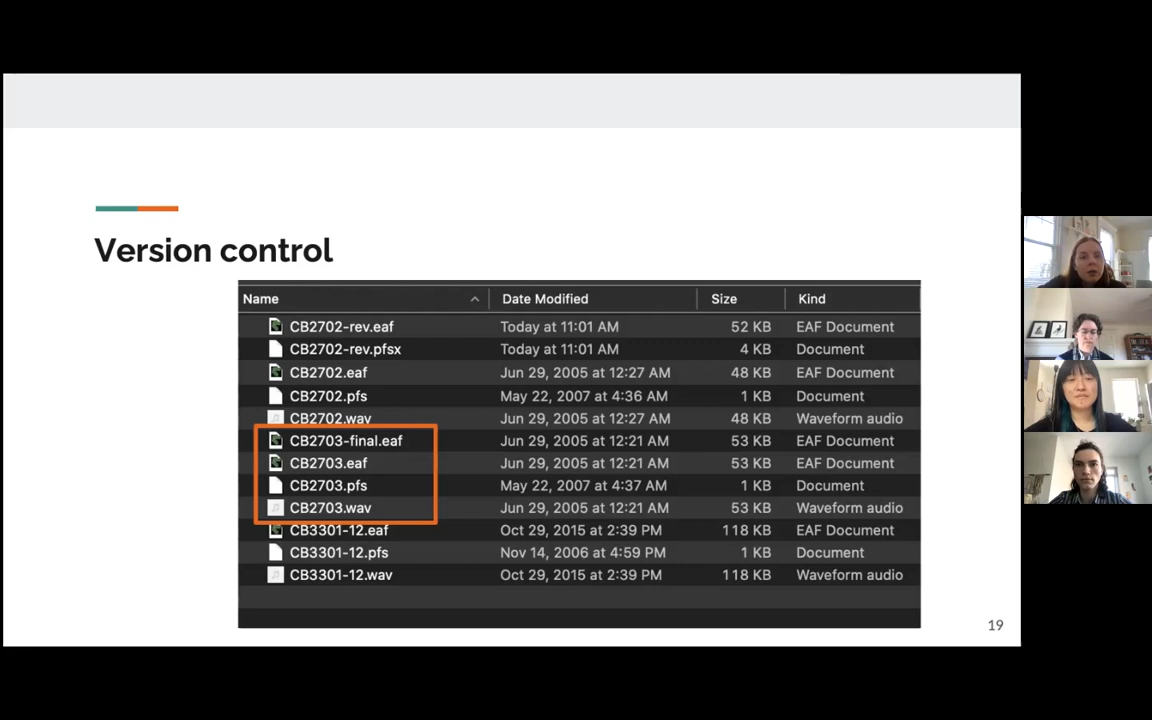 Version control
Name Date Modified Size Kind
CB2702-rev.eaf Today at 11:01 AM 52 KB EAF Document
CB2702-rev.pfsx Today at 11:01 AM 4 KB Document
CB2702.eaf Jun 29, 2005 at 12:27 AM 48 KB EAF Document
CB2702.pfs May 22, 2007 at 4:36 AM 1 KB Document
CB2702.wav Jun 29, 2005 at 12:27 AM 48 KB Waveform audio
CB2703-final.eaf Jun 29, 2005 at 12:21 AM 53 KB EAF Document
CB2703.eaf Jun 29, 2005 at 12:21 AM 53 KB EAF Document
CB2703.pfs May 22, 2007 at 4:37 AM 1 KB Document
CB2703.wav Jun 29, 2005 at 12:21 AM 53 KB Waveform audio
CB3301-12.eaf Oct 29, 2015 at 2:39 PM 118 KB EAF Document
CB3301-12.pfs Nov 14, 2006 at 4:59 PM 1 KB Document
CB3301-12.wav Oct 29, 2015 at 2:39 PM 118 KB Waveform audio
19